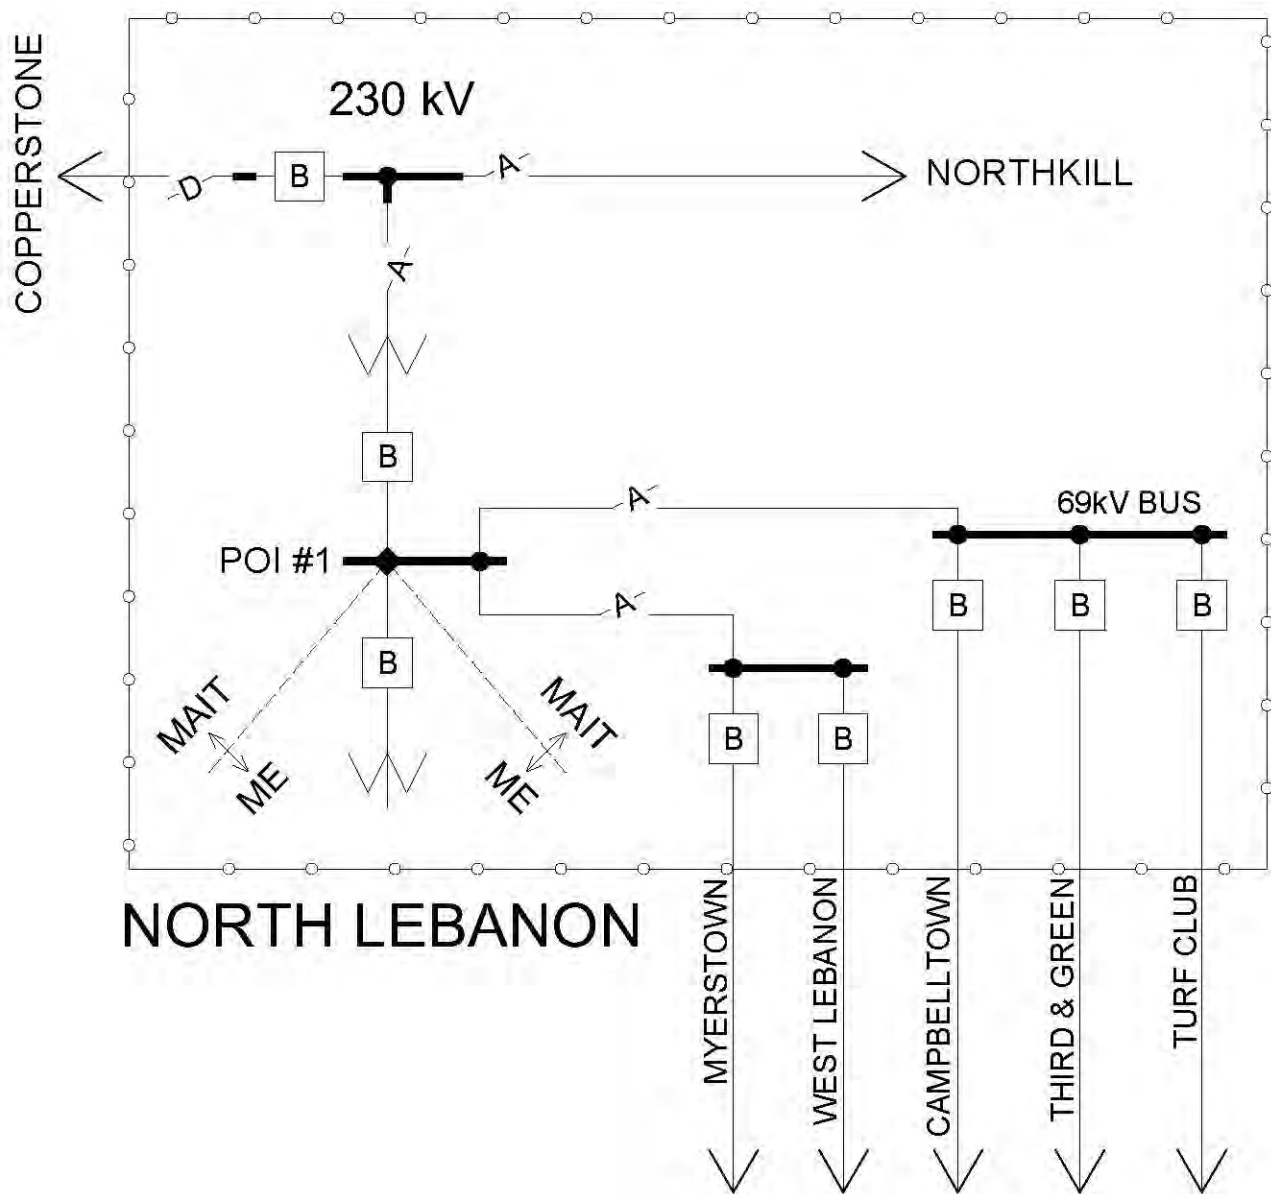 COPPERSTONE
230 kV
D
B
A
NORTHKILL
A
B
A
69kV BUS
POI #1
A
B
B
B
B
MAIT
ME
B
MAIT
ME
B
B
NORTH LEBANON
MYERSTOWN
WEST LEBANON
CAMPBELLTOWN
THIRD & GREEN
TURF CLUB